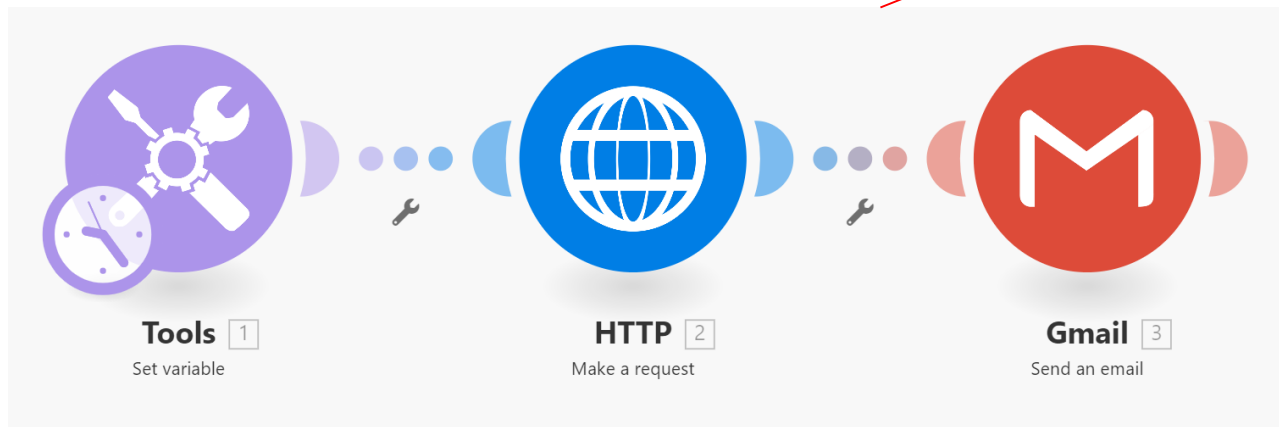 Tools 1
Set variable
HTTP 2
Make a request
Gmail 3
Send an email